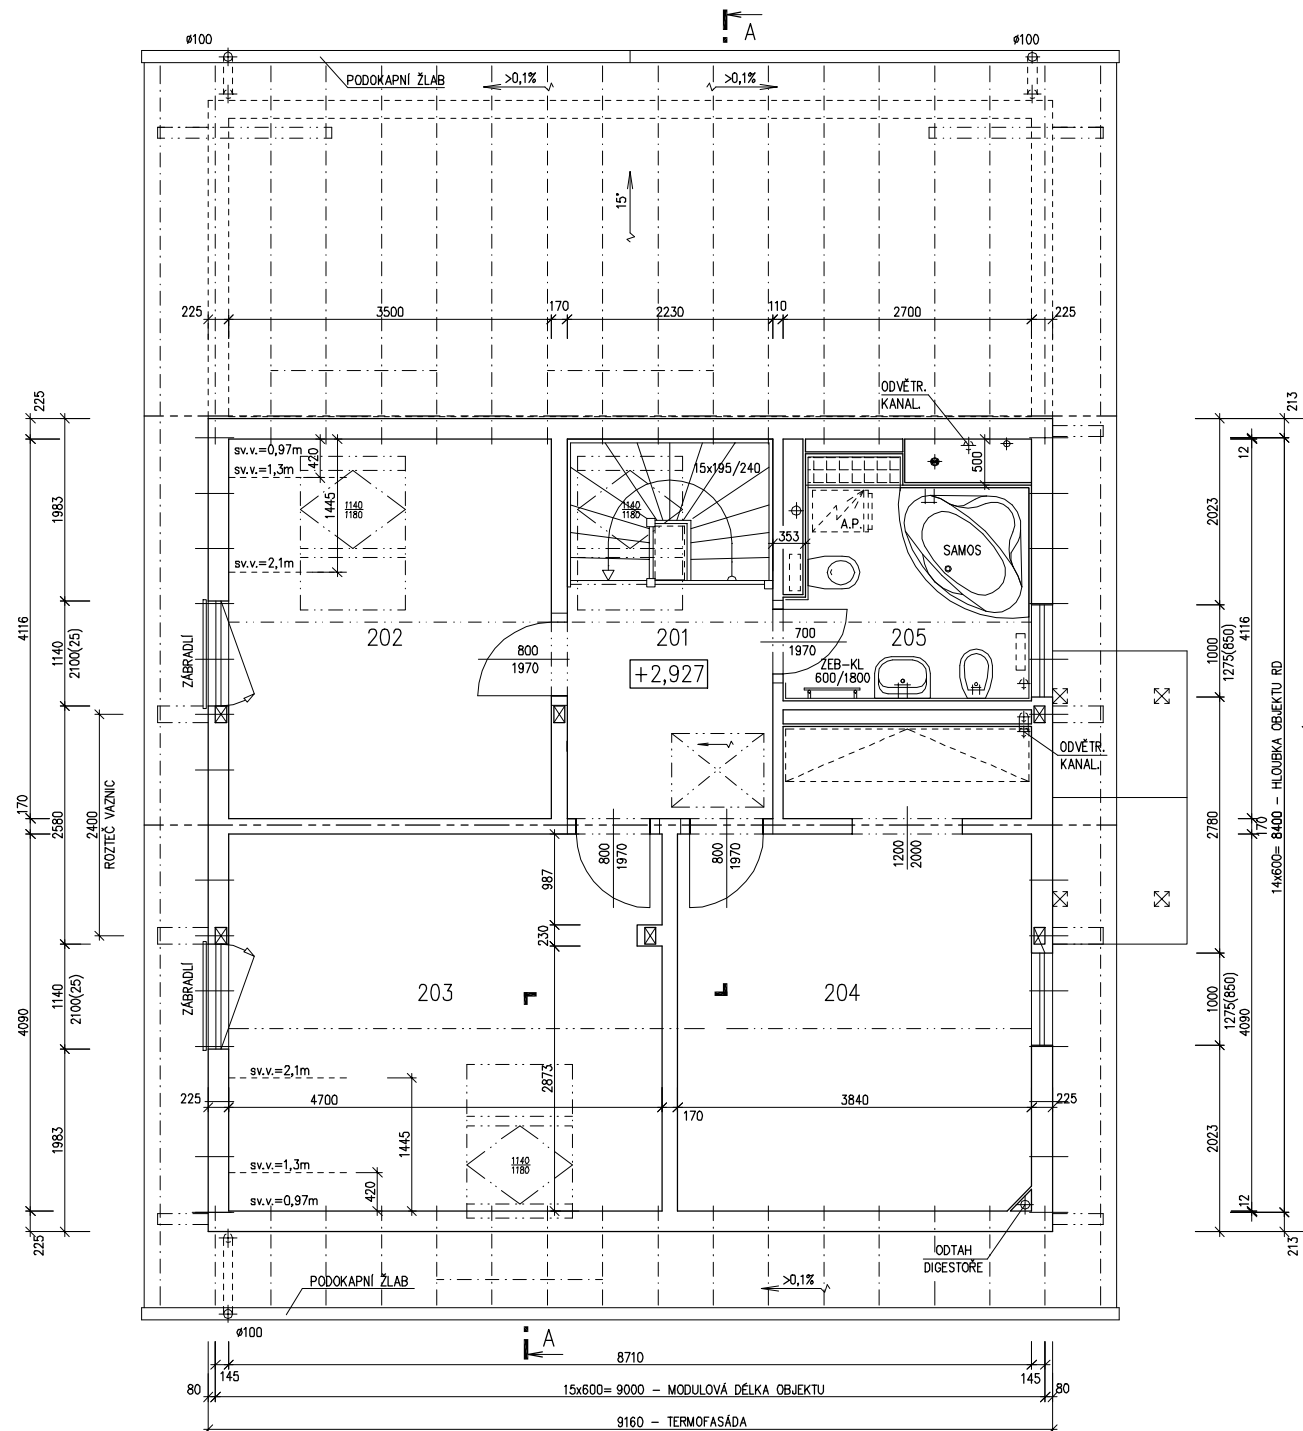 A
ø100
ø100
PODOKAPNÍ ŽLAB
>0,1%
>0,1%
15°
225
3500
170
2230
110
2700
225
ODVĚTR.
KANAL.
225
213
sv.v.=0,97m
sv.v.=1,3m
420
1445
1140
1180
sv.v.=2,1m
15x195/240
1140
1180
500
12
353
A.P.
SAMOS
1983
2023
4116
1140
2100(25)
ZÁBRADLÍ
202
201
205
800
1970
+2,927
700
1970
ŽEB-KL
600/1800
1000
1275(850)
4116
ODVĚTR.
KANAL.
170
2580
2400
ROZTEČ VAZNIC
2780
170
14x600= 8400 - HLOUBKA OBJEKTU RD
800
1970
800
1970
1200
2000
987
230
2873
203
204
ZÁBRADLÍ
1140
2100(25)
4090
1000
1275(850)
4090
sv.v.=2,1m
225
4700
170
3840
225
1445
420
sv.v.=1,3m
sv.v.=0,97m
1140
1180
1983
2023
12
225
213
ODTAH
DIGESTOŘE
PODOKAPNÍ ŽLAB
>0,1%
ø100
A
8710
145
145
80
15x600= 9000 - MODULOVÁ DÉLKA OBJEKTU
80
9160 - TERMOFASÁDA